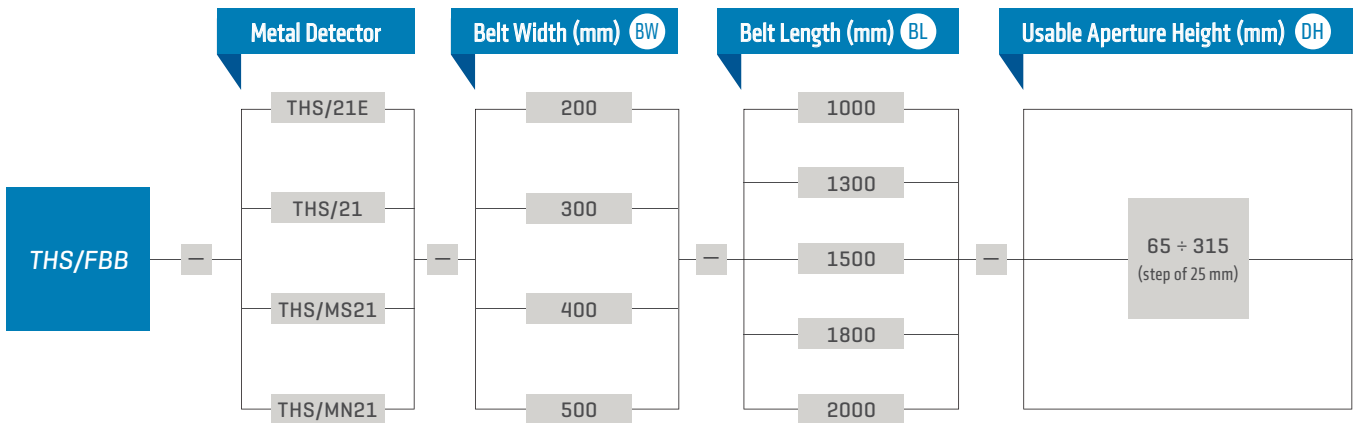 Metal Detector
Belt Width (mm) BW
Belt Length (mm) BL
Usable Aperture Height (mm) DH
THS/FBB
–
THS/21E
THS/21
THS/MS21
THS/MN21
–
200
300
400
500
–
1000
1300
1500
1800
2000
–
65 ÷ 315
(step of 25 mm)